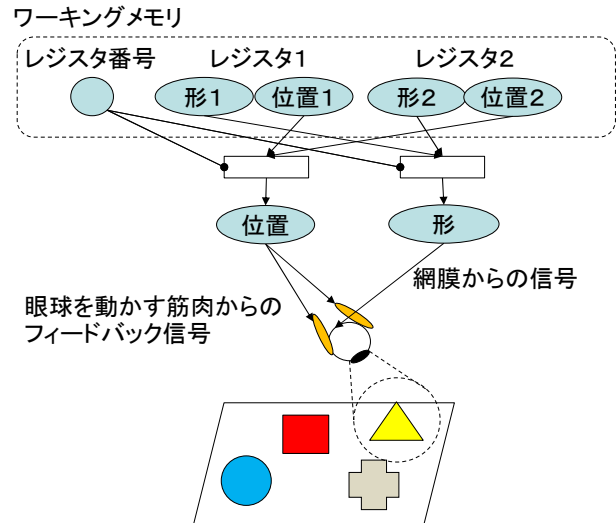 ワーキングメモリ
レジスタ番号
レジスタ1
レジスタ2
形1
位置1
形2
位置2
位置
形
網膜からの信号
眼球を動かす筋肉からの
フィードバック信号